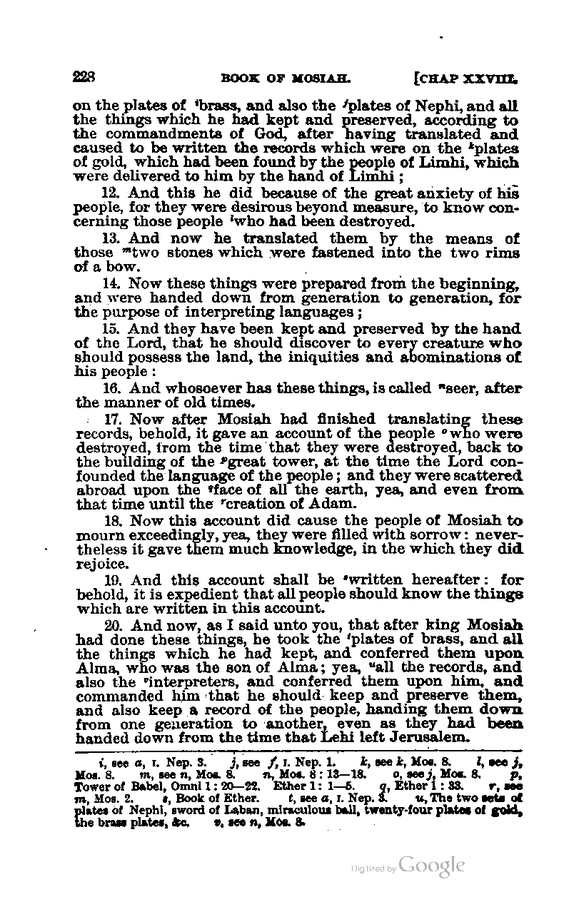 228 BOOK OF MOSIAH. [CHAP XXVIII.
on the plates of ⁱbrass, and also the ʲplates of Nephi, and all
the things which he had kept and preserved, according to
the commandments of God, after having translated and
caused to be written the records which were on the ᵏplates
of gold, which had been found by the people of Limhi, which
were delivered to him by the hand of Limhi ;
12. And this he did because of the great anxiety of his
people, for they were desirous beyond measure, to know con-
cerning those people ˡwho had been destroyed.
13. And now he translated them by the means of
those ᵐtwo stones which were fastened into the two rims
of a bow.
14. Now these things were prepared from the beginning,
and were handed down from generation to generation, for
the purpose of interpreting languages ;
15. And they have been kept and preserved by the hand
of the Lord, that he should discover to every creature who
should possess the land, the iniquities and abominations of
his people :
16. And whosoever has these things, is called ⁿseer, after
the manner of old times.
17. Now after Mosiah had finished translating these
records, behold, it gave an account of the people ᵒwho were
destroyed, from the time that they were destroyed, back to
the building of the ᵖgreat tower, at the time the Lord con-
founded the language of the people ; and they were scattered
abroad upon the qface of all the earth, yea, and even from
that time until the ʳcreation of Adam.
18. Now this account did cause the people of Mosiah to
mourn exceedingly, yea, they were filled with sorrow : never-
theless it gave them much knowledge, in the which they did
rejoice.
19. And this account shall be ˢwritten hereafter : for
behold, it is expedient that all people should know the things
which are written in this account.
20. And now, as I said unto you, that after king Mosiah
had done these things, he took the ᵗplates of brass, and all
the things which he had kept, and conferred them upon
Alma, who was the son of Alma ; yea, ᵘall the records, and
also the ᵛinterpreters, and conferred them upon him, and
commanded him that he should keep and preserve them,
and also keep a record of the people, handing them down
from one generation to another, even as they had been
handed down from the time that Lehi left Jerusalem.
i, see a, I. Nep. 3. j, see f, I. Nep. 1. k, see k, Mos. 8. l, see j,
Mos. 8. m, see n, Mos. 8. n, Mos. 8 : 13—18. o, see j, Mos. 8. p,
Tower of Babel, Omni 1 : 20—22. Ether 1 : 1—5. q, Ether 1 : 33. r, see
m, Mos. 2. s, Book of Ether. t, see a, I. Nep. 3. u, The two sets of
plates of Nephi, sword of Laban, miraculous ball, twenty-four plates of gold,
the brass plates, &c. v, see n, Mos. 8.
Digitized by Google